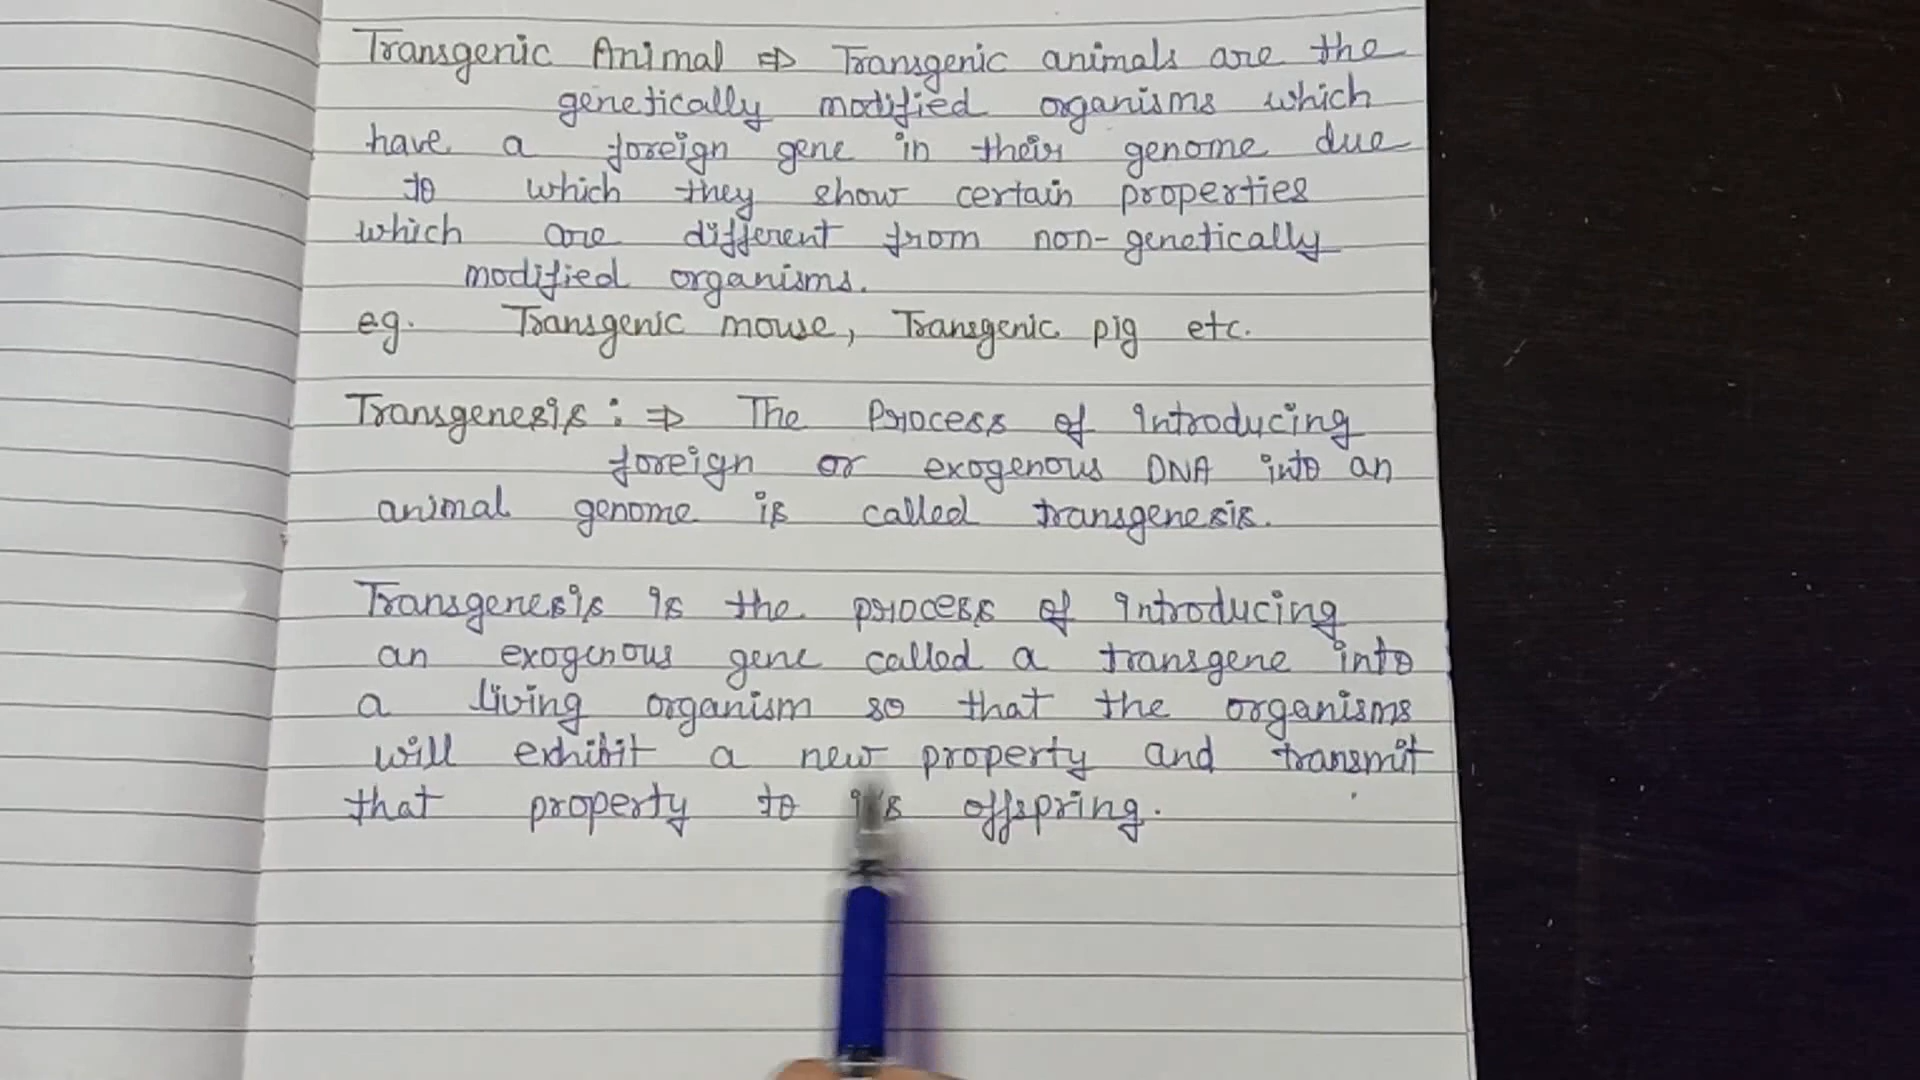 Transgenic Animal ⇒ Transgenic animals are the
genetically modified organisms which
have a foreign gene in their genome due
to which they show certain properties
which are different from non-genetically
modified organisms.
eg. Transgenic mouse, Transgenic pig etc.
Transgenesis : ⇒ The Process of introducing
foreign or exogenous DNA into an
animal genome is called transgenesis.
Transgenesis is the process of introducing
an exogenous gene called a transgene into
a living organism so that the organisms
will exhibit a new property and transmit
that property to its offspring.